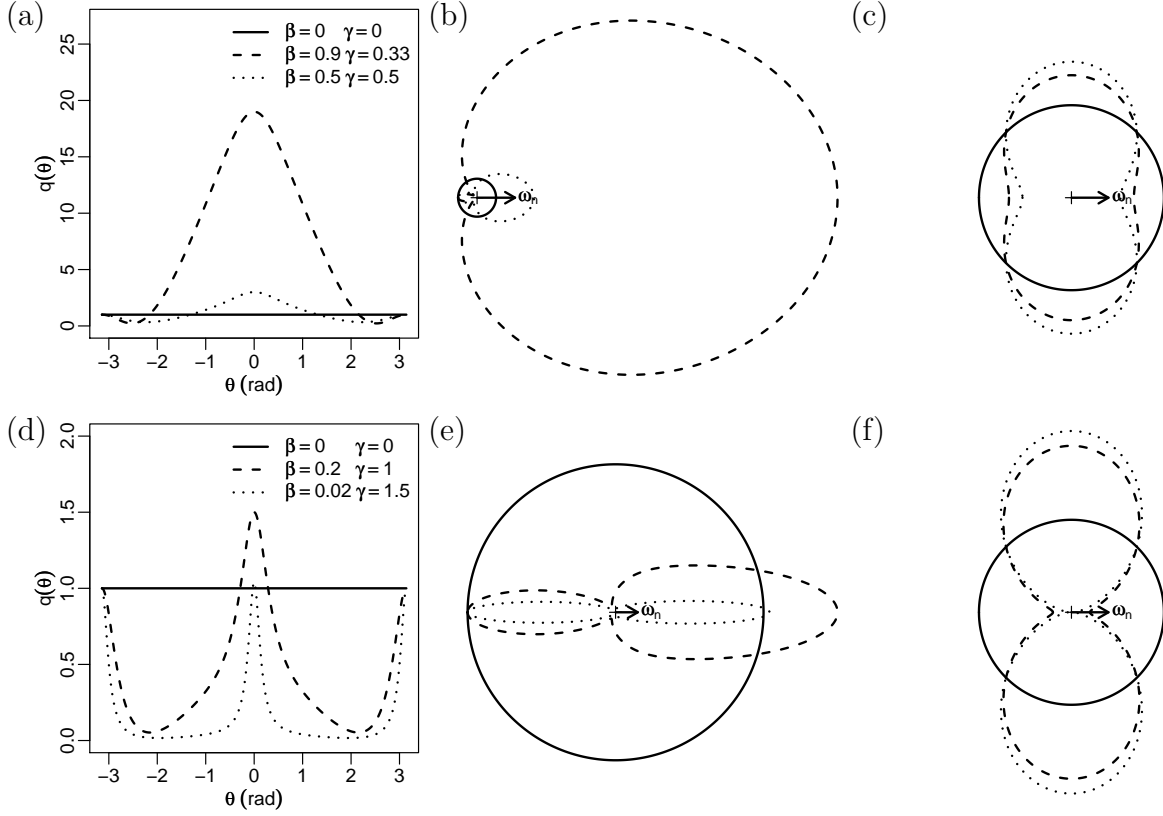 (a)
β=0 γ=0
β=0.9 γ=0.33
β=0.5 γ=0.5
q(θ)
0 5 10 15 20 25
−3 −2 −1 0 1 2 3
θ (rad)
(b)
ωn
(c)
ωn
(d)
β=0 γ=0
β=0.2 γ=1
β=0.02 γ=1.5
q(θ)
0.0 0.5 1.0 1.5 2.0
−3 −2 −1 0 1 2 3
θ (rad)
(e)
ωn
(f)
ωn